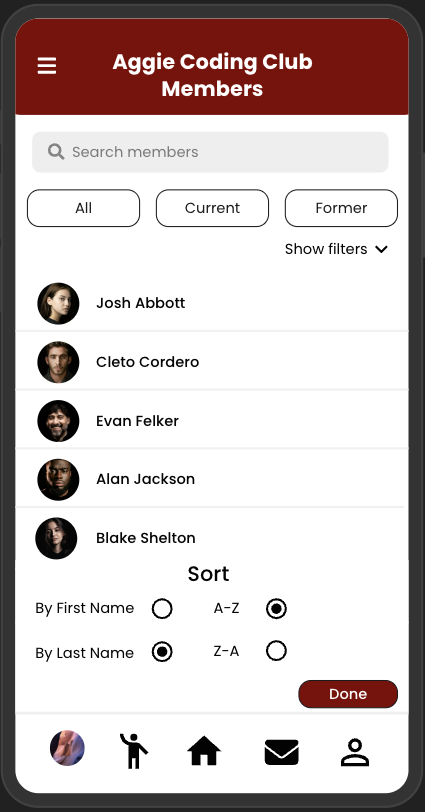 Aggie Coding Club
Members
Search members
All Current Former
Show filters
Josh Abbott
Cleto Cordero
Evan Felker
Alan Jackson
Blake Shelton
Sort
By First Name A-Z
By Last Name Z-A
Done